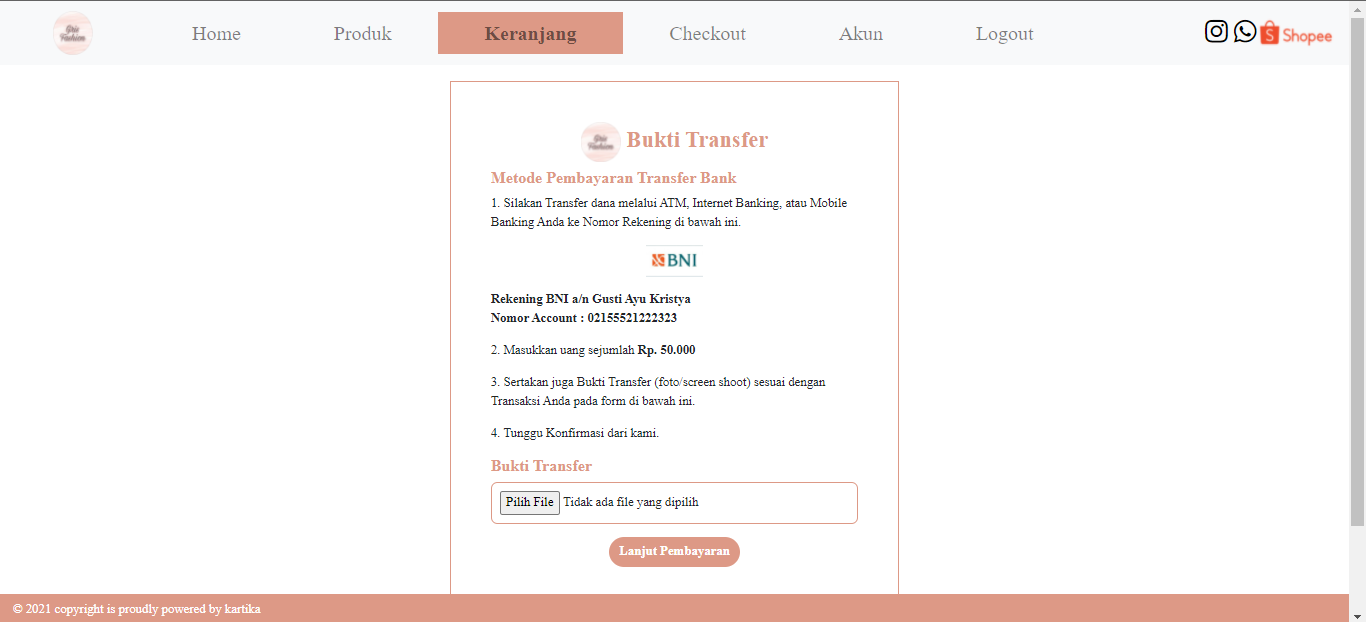 Home Produk Keranjang Checkout Akun Logout Shopee
Bukti Transfer
Metode Pembayaran Transfer Bank
1. Silakan Transfer dana melalui ATM, Internet Banking, atau Mobile
Banking Anda ke Nomor Rekening di bawah ini.
BNI
Rekening BNI a/n Gusti Ayu Kristya
Nomor Account : 02155521222323
2. Masukkan uang sejumlah Rp. 50.000
3. Sertakan juga Bukti Transfer (foto/screen shoot) sesuai dengan
Transaksi Anda pada form di bawah ini.
4. Tunggu Konfirmasi dari kami.
Bukti Transfer
Pilih File Tidak ada file yang dipilih
Lanjut Pembayaran
© 2021 copyright is proudly powered by kartika